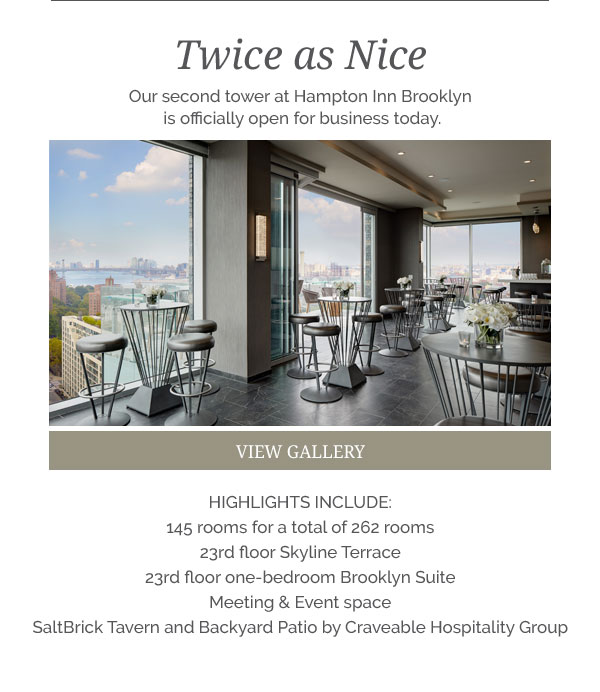 Twice as Nice
Our second tower at Hampton Inn Brooklyn
is officially open for business today.
VIEW GALLERY
HIGHLIGHTS INCLUDE:
145 rooms for a total of 262 rooms
23rd floor Skyline Terrace
23rd floor one-bedroom Brooklyn Suite
Meeting & Event space
SaltBrick Tavern and Backyard Patio by Craveable Hospitality Group